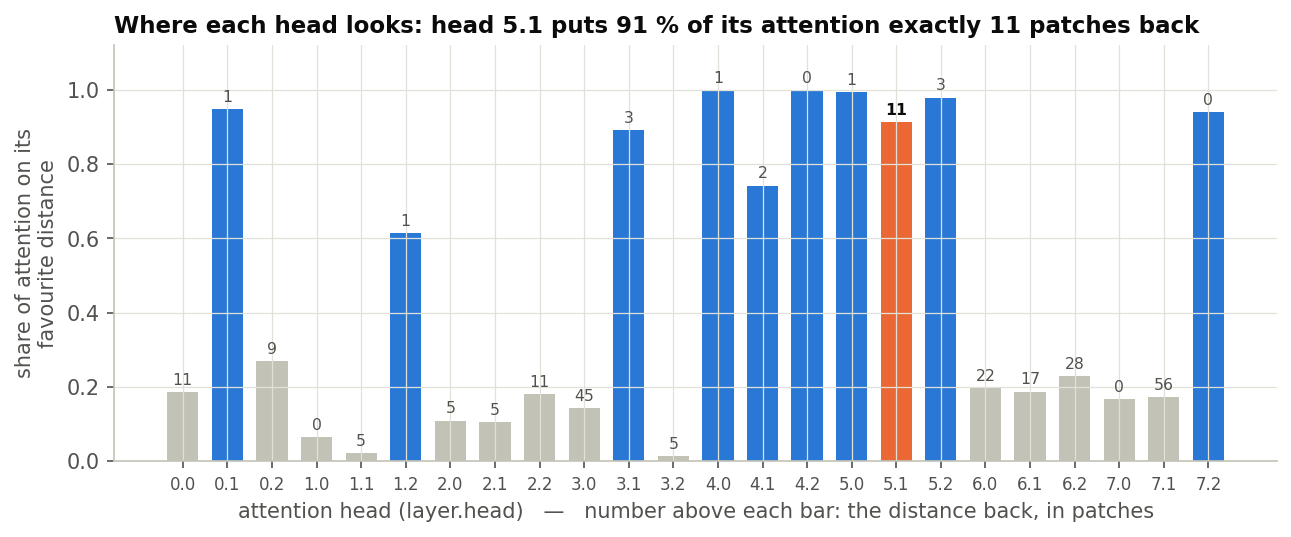 Where each head looks: head 5.1 puts 91 % of its attention exactly 11 patches back
share of attention on its
favourite distance
1.0
0.8
0.6
0.4
0.2
0.0
11 1 9 0 5 1 5 5 11 45 3 5 1 2 0 1 11 3 22 17 28 0 56 0
0.0 0.1 0.2 1.0 1.1 1.2 2.0 2.1 2.2 3.0 3.1 3.2 4.0 4.1 4.2 5.0 5.1 5.2 6.0 6.1 6.2 7.0 7.1 7.2
attention head (layer.head) — number above each bar: the distance back, in patches